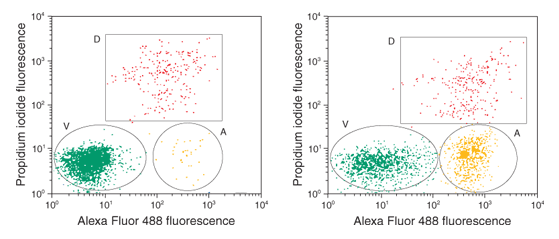 Propidium iodide fluorescence
10⁴
10³
10²
10¹
10⁰
D
V
A
10⁰ 10¹ 10² 10³ 10⁴
Alexa Fluor 488 fluorescence
Propidium iodide fluorescence
10⁴
10³
10²
10¹
10⁰
D
V
A
10⁰ 10¹ 10² 10³ 10⁴
Alexa Fluor 488 fluorescence